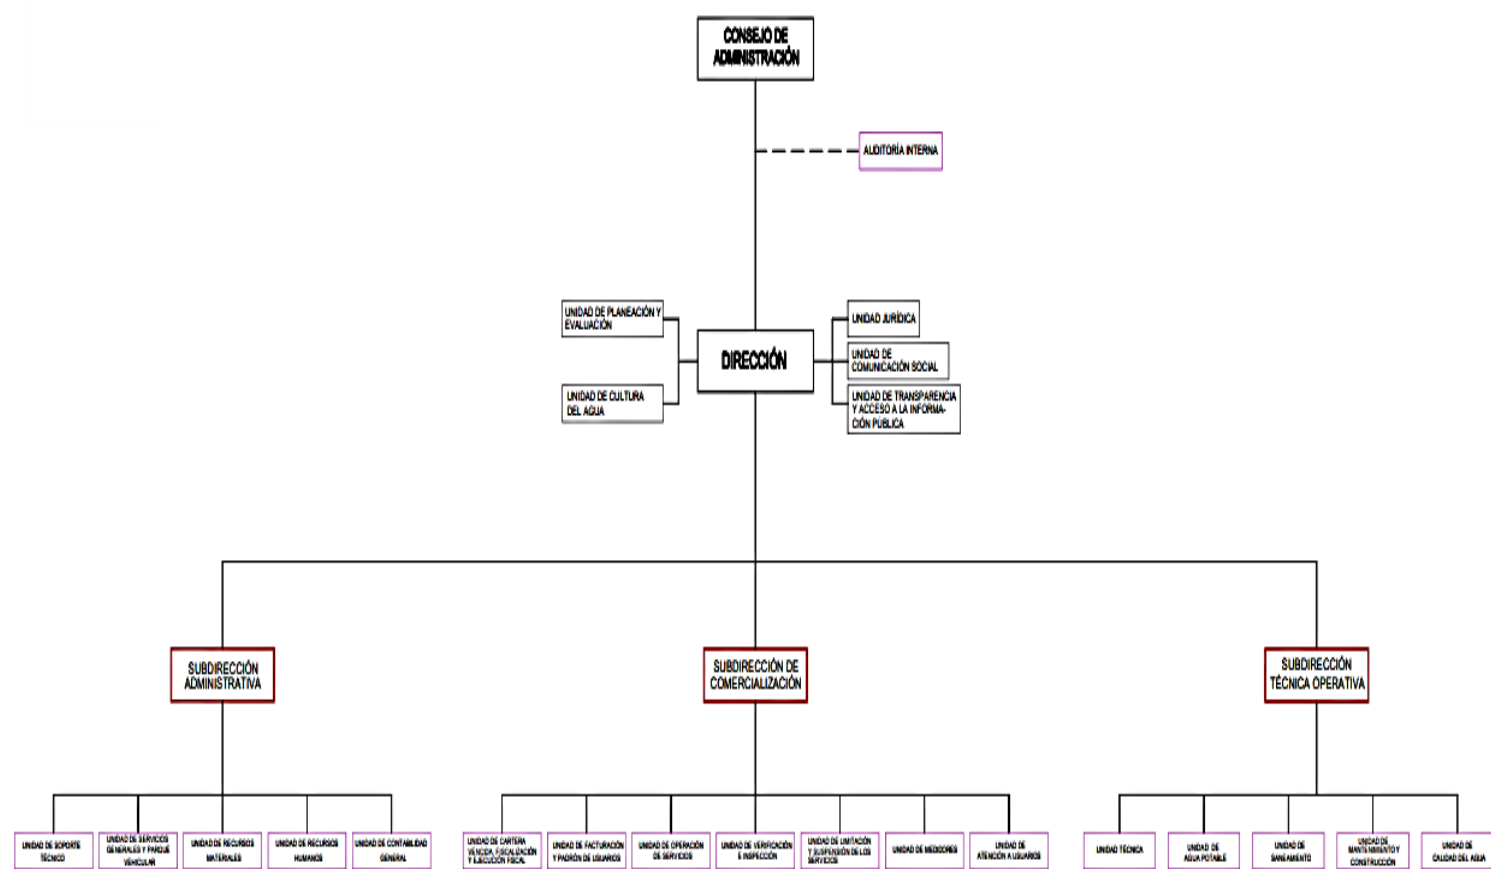 CONSEJO DE
ADMINISTRACIÓN
AUDITORÍA INTERNA
UNIDAD DE PLANEACIÓN Y
EVALUACIÓN
UNIDAD JURÍDICA
DIRECCIÓN
UNIDAD DE
COMUNICACIÓN SOCIAL
UNIDAD DE CULTURA
DEL AGUA
UNIDAD DE TRANSPARENCIA
Y ACCESO A LA INFORMA-
CIÓN PÚBLICA
SUBDIRECCIÓN
ADMINISTRATIVA
SUBDIRECCIÓN DE
COMERCIALIZACIÓN
SUBDIRECCIÓN
TÉCNICA OPERATIVA
UNIDAD DE SOPORTE
TÉCNICO
UNIDAD DE SERVICIOS
GENERALES Y PARQUE
VEHICULAR
UNIDAD DE RECURSOS
MATERIALES
UNIDAD DE RECURSOS
HUMANOS
UNIDAD DE CONTABILIDAD
GENERAL
UNIDAD DE CARTERA
VENCIDA, FISCALIZACIÓN
Y EJECUCIÓN FISCAL
UNIDAD DE FACTURACIÓN
Y PADRÓN DE USUARIOS
UNIDAD DE OPERACIÓN
DE SERVICIOS
UNIDAD DE VERIFICACIÓN
E INSPECCIÓN
UNIDAD DE LIMITACIÓN
Y SUSPENSIÓN DE LOS
SERVICIOS
UNIDAD DE MEDIDORES
UNIDAD DE
ATENCIÓN A USUARIOS
UNIDAD TÉCNICA
UNIDAD DE
AGUA POTABLE
UNIDAD DE
SANEAMIENTO
UNIDAD DE
MANTENIMIENTO Y
CONSTRUCCIÓN
UNIDAD DE
CALIDAD DEL AGUA